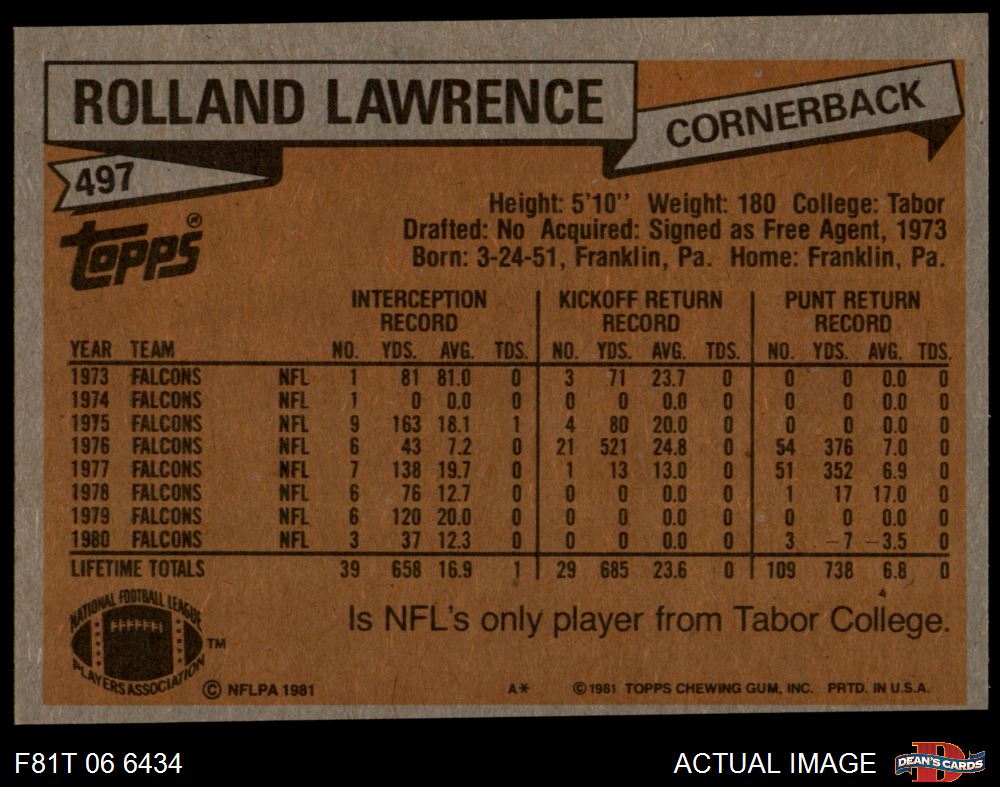 ROLLAND LAWRENCE
CORNERBACK
497
Topps®
Height: 5'10'' Weight: 180 College: Tabor
Drafted: No Acquired: Signed as Free Agent, 1973
Born: 3-24-51, Franklin, Pa. Home: Franklin, Pa.
INTERCEPTION RECORD KICKOFF RETURN RECORD PUNT RETURN RECORD
YEAR TEAM NO. YDS. AVG. TDS. NO. YDS. AVG. TDS. NO. YDS. AVG. TDS.
1973 FALCONS NFL 1 81 81.0 0 3 71 23.7 0 0 0 0.0 0
1974 FALCONS NFL 1 0 0.0 0 0 0 0.0 0 0 0 0.0 0
1975 FALCONS NFL 9 163 18.1 1 4 80 20.0 0 0 0 0.0 0
1976 FALCONS NFL 6 43 7.2 0 21 521 24.8 0 54 376 7.0 0
1977 FALCONS NFL 7 138 19.7 0 1 13 13.0 0 51 352 6.9 0
1978 FALCONS NFL 6 76 12.7 0 0 0 0.0 0 1 17 17.0 0
1979 FALCONS NFL 6 120 20.0 0 0 0 0.0 0 0 0 0.0 0
1980 FALCONS NFL 3 37 12.3 0 0 0 0.0 0 3 -7 -3.5 0
LIFETIME TOTALS 39 658 16.9 1 29 685 23.6 0 109 738 6.8 0
Is NFL's only player from Tabor College.
NATIONAL FOOTBALL LEAGUE
PLAYERS ASSOCIATION
TM
© NFLPA 1981
A*
© 1981 TOPPS CHEWING GUM, INC. PRTD. IN U.S.A.
F81T 06 6434
ACTUAL IMAGE
DEAN'S CARDS